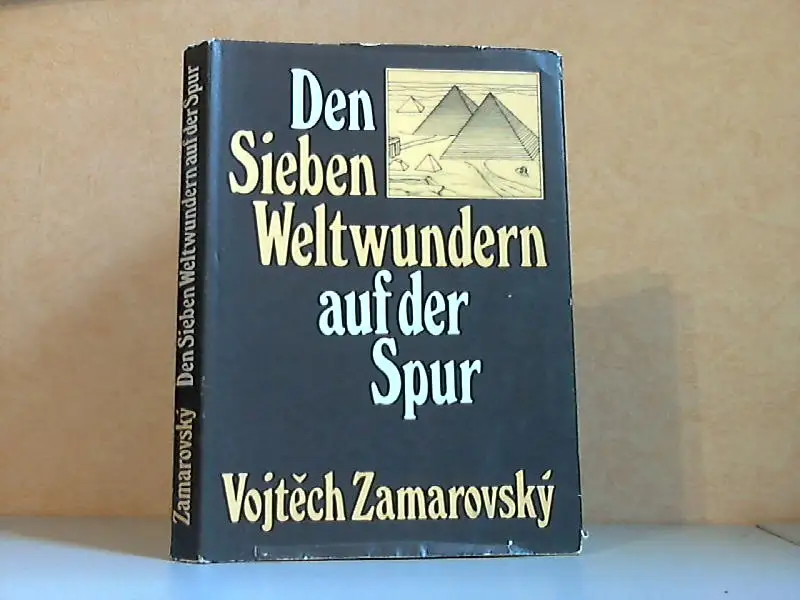 Den
Sieben
Weltwundern
auf der
Spur
Vojtěch Zamarovský
Zamarovský Den Sieben Weltwundern auf der Spur